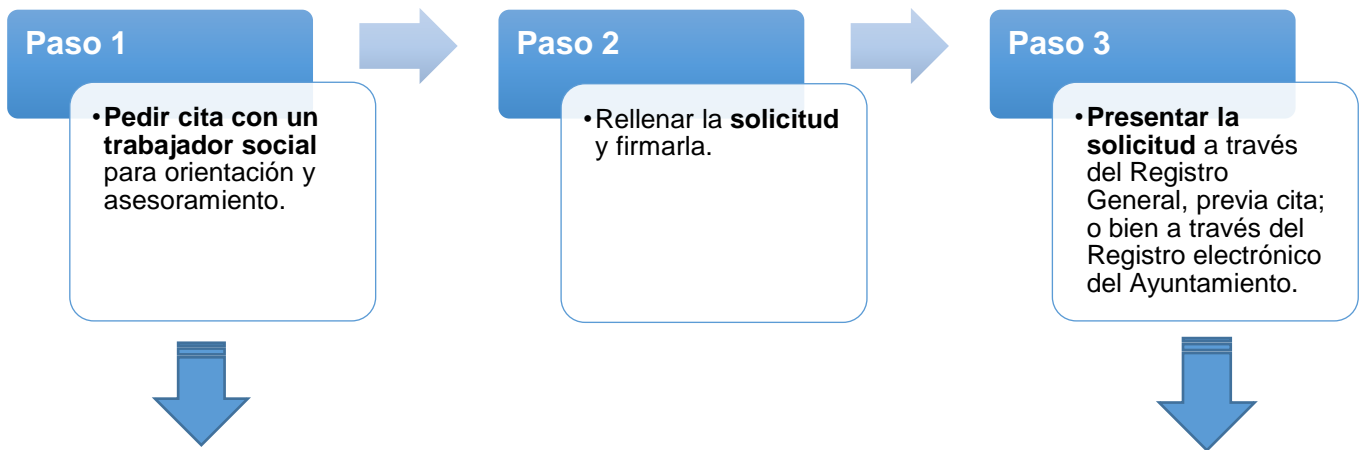 Paso 1
•Pedir cita con un
trabajador social
para orientación y
asesoramiento.
Paso 2
•Rellenar la solicitud
y firmarla.
Paso 3
•Presentar la
solicitud a través
del Registro
General, previa cita;
o bien a través del
Registro electrónico
del Ayuntamiento.